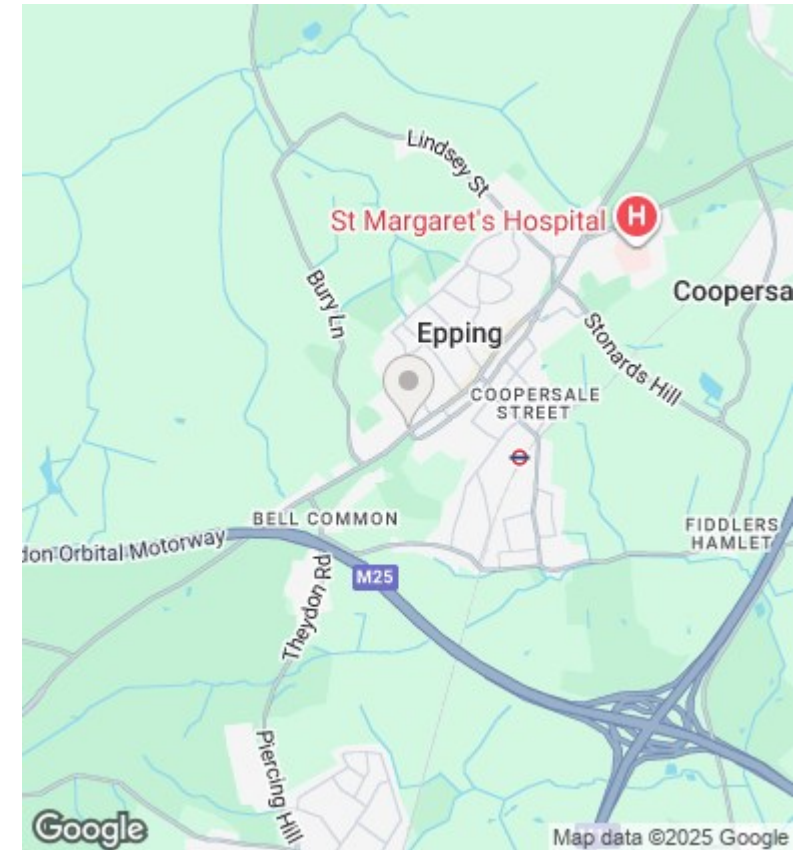 Lindsey St
St Margaret's Hospital
H
Coopersa
Bury Ln
Epping
Stonards Hill
COOPERSALE
STREET
BELL COMMON
FIDDLERS
HAMLET
don Orbital Motorway
M25
Theydon Rd
Piercing Hill
Google
Map data ©2025 Google